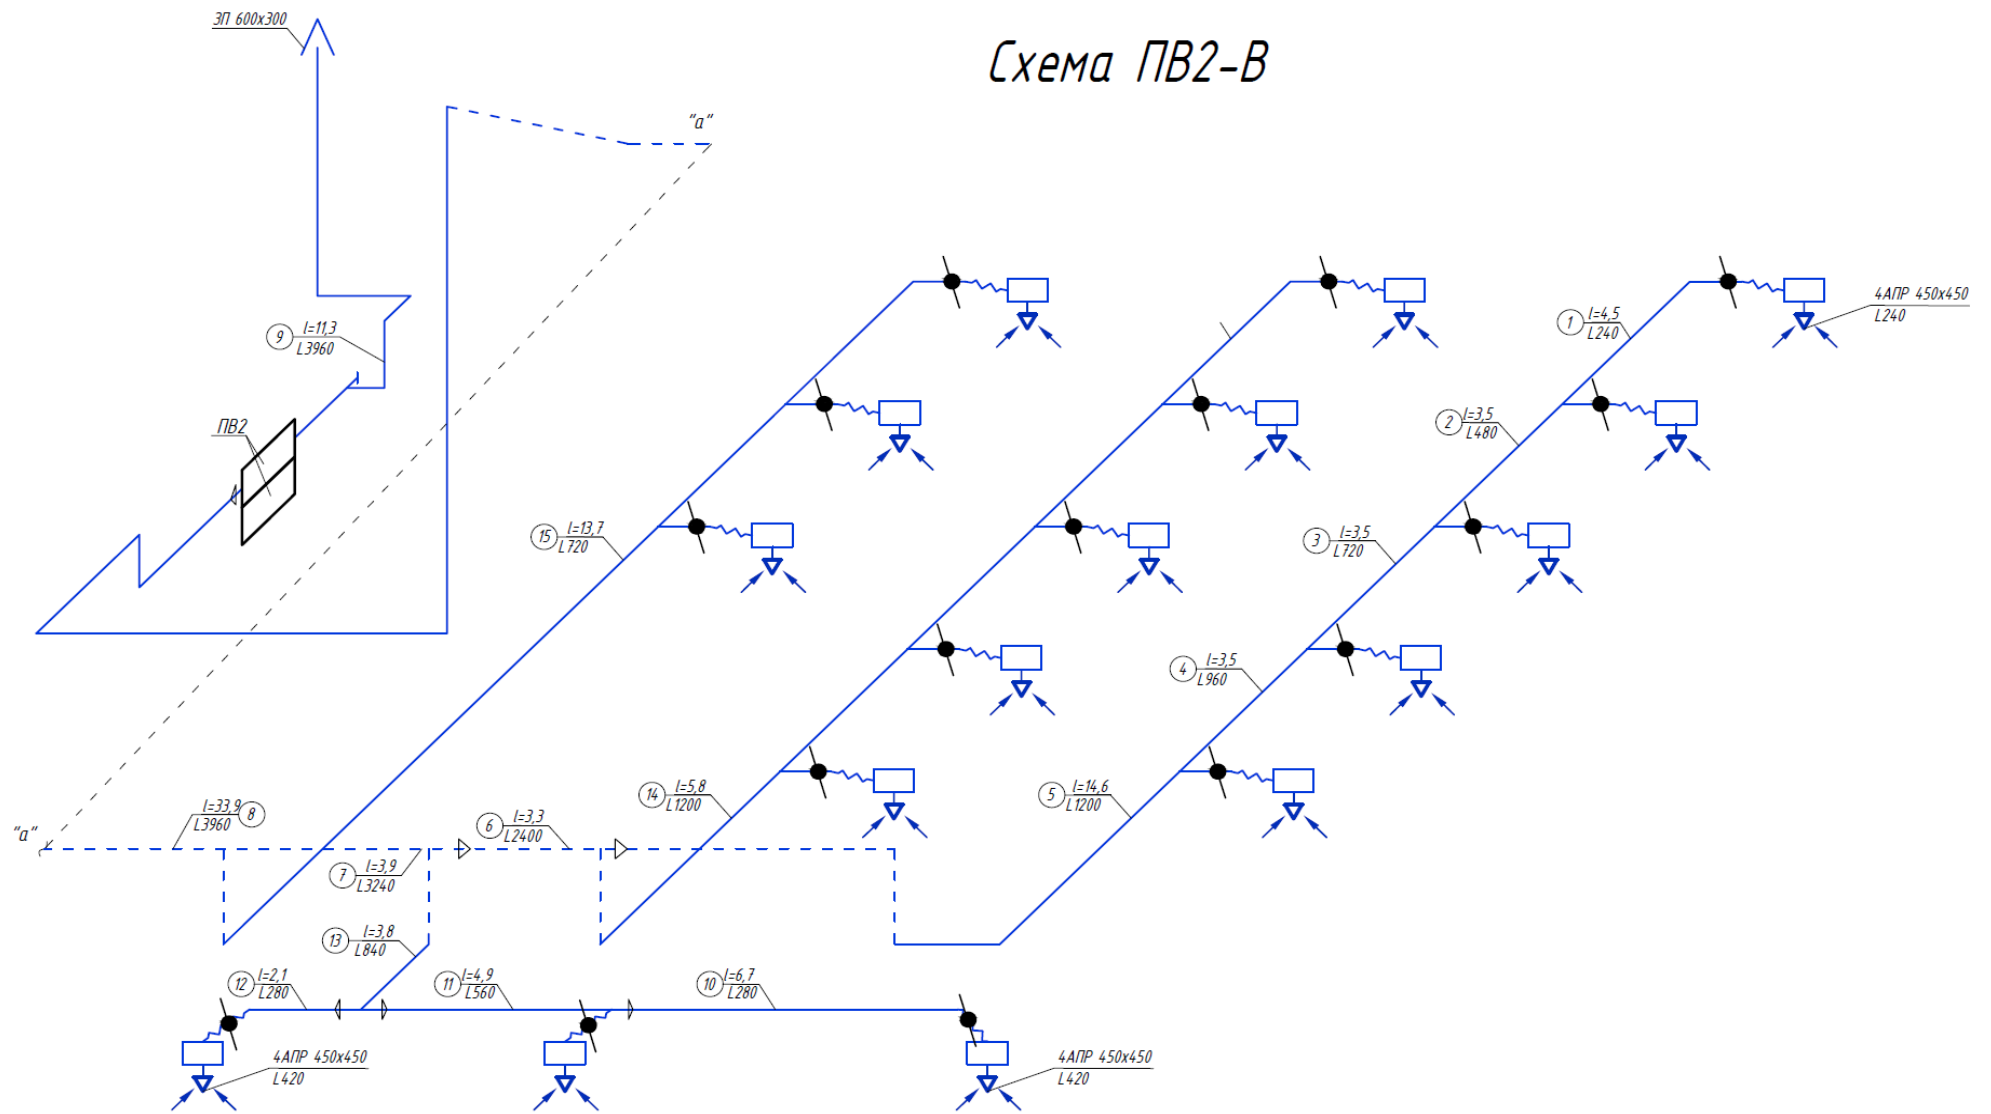 ЗП 600х300
Схема ПВ2-В
"а"
4АПР 450х450
L240
1 l=4,5
L240
9 l=11,3
L3960
2 l=3,5
L480
ПВ2
15 l=13,7
L720
3 l=3,5
L720
4 l=3,5
L960
14 l=5,8
L1200
5 l=14,6
L1200
l=33,9 8
L3960
"а"
6 l=3,3
L2400
7 l=3,9
L3240
13 l=3,8
L840
12 l=2,1
L280
11 l=4,9
L560
10 l=6,7
L280
4АПР 450х450
L420
4АПР 450х450
L420